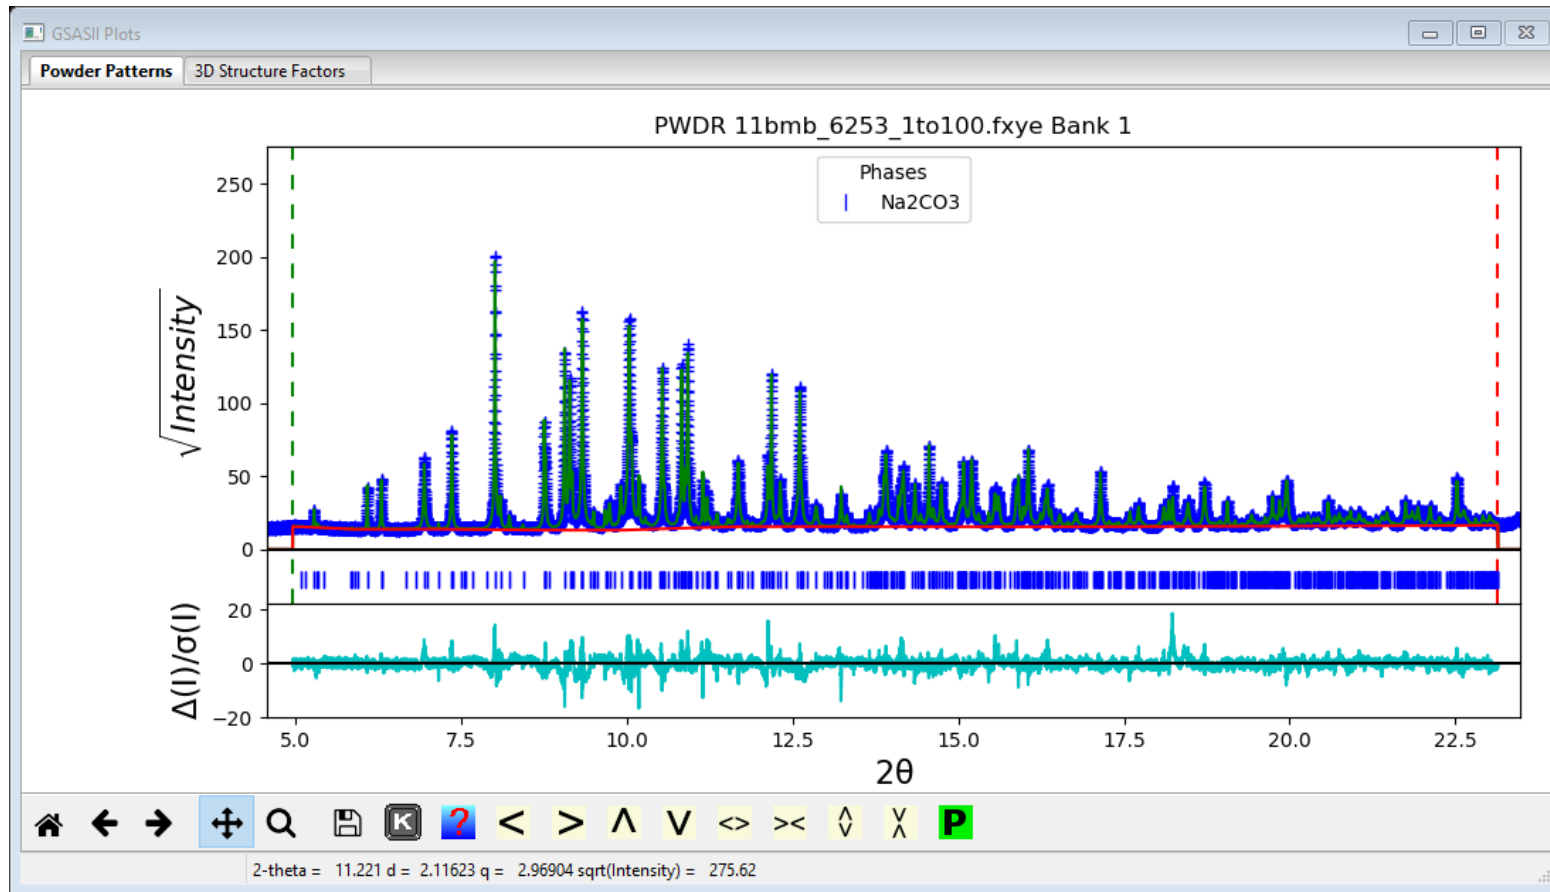 GSASII Plots
Powder Patterns 3D Structure Factors
PWDR 11bmb_6253_1to100.fxye Bank 1
Phases
Na2CO3
250
200
150
100
50
0
√Intensity
20
0
−20
Δ(I)/σ(I)
5.0 7.5 10.0 12.5 15.0 17.5 20.0 22.5
2θ
K ? < > Λ V <> >< P
2-theta = 11.221 d = 2.11623 q = 2.96904 sqrt(Intensity) = 275.62